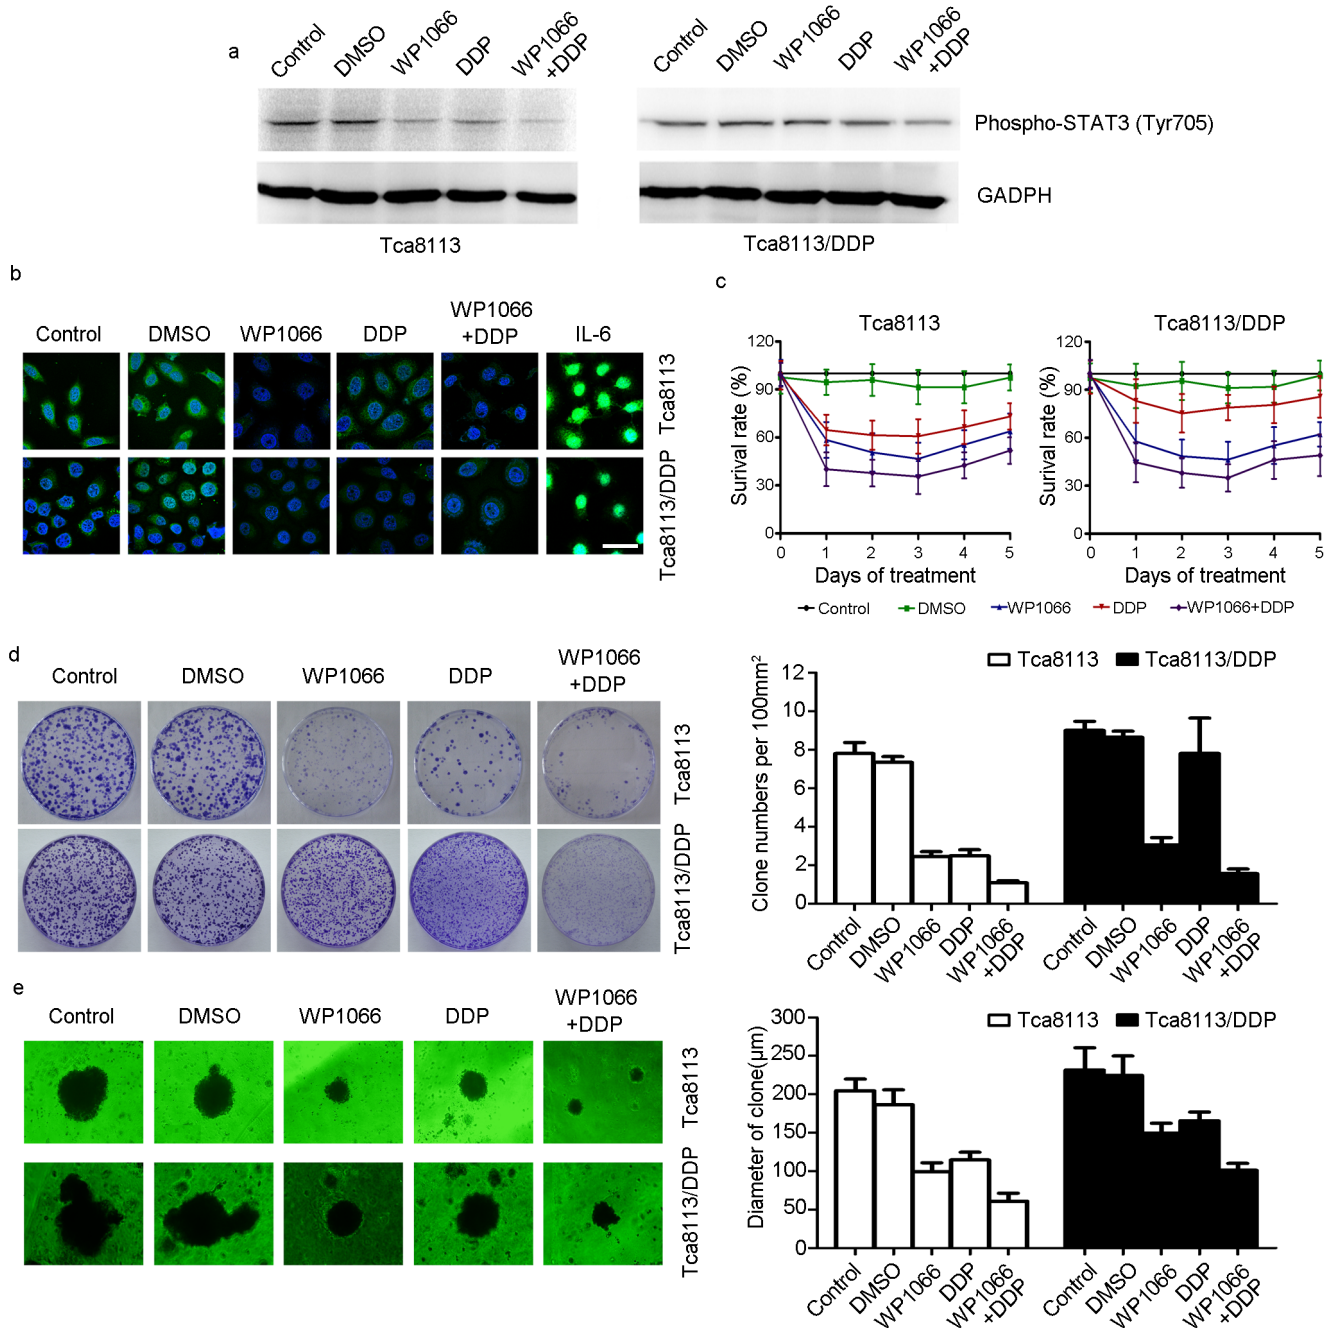 a
Control
DMSO
WP1066
DDP
WP1066
+DDP
Control
DMSO
WP1066
DDP
WP1066
+DDP
Phospho-STAT3 (Tyr705)
GADPH
Tca8113
Tca8113/DDP
b
Control
DMSO
WP1066
DDP
WP1066
+DDP
IL-6
Tca8113
Tca8113/DDP
c
Tca8113
Tca8113/DDP
Surival rate (%)
120
90
60
30
0
0 1 2 3 4 5
Days of treatment
Surival rate (%)
120
90
60
30
0
0 1 2 3 4 5
Days of treatment
Control
DMSO
WP1066
DDP
WP1066+DDP
d
Control
DMSO
WP1066
DDP
WP1066
+DDP
Tca8113
Tca8113/DDP
Tca8113
Tca8113/DDP
Clone numbers per 100mm²
12
10
8
6
4
2
0
Control
DMSO
WP1066
DDP
WP1066
+DDP
Control
DMSO
WP1066
DDP
WP1066
+DDP
e
Control
DMSO
WP1066
DDP
WP1066
+DDP
Tca8113
Tca8113/DDP
Tca8113
Tca8113/DDP
Diameter of clone(μm)
300
250
200
150
100
50
0
Control
DMSO
WP1066
DDP
WP1066
+DDP
Control
DMSO
WP1066
DDP
WP1066
+DDP